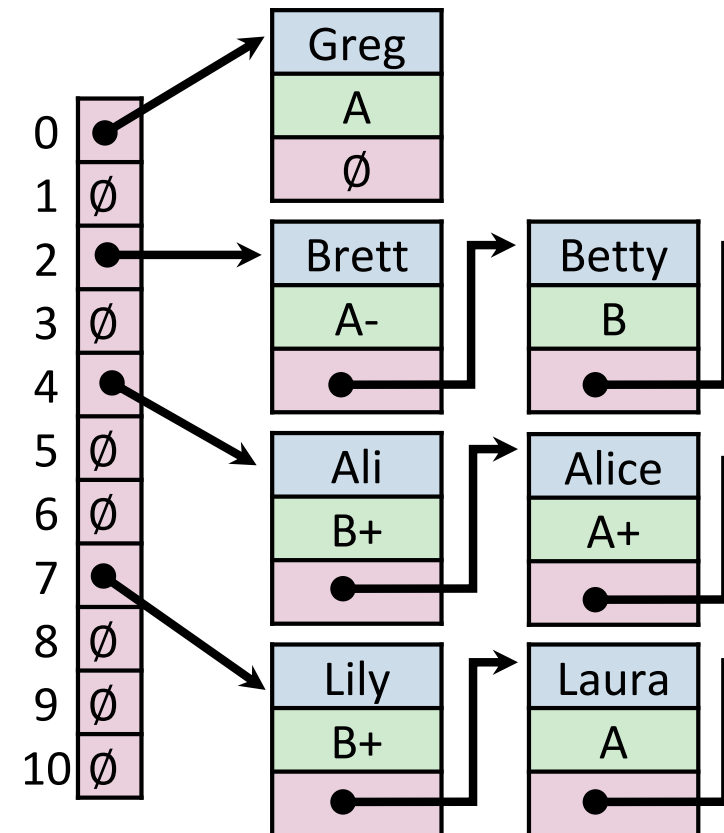 Greg
A
Ø
0
1 Ø
2
3 Ø
4
5 Ø
6 Ø
7
8 Ø
9 Ø
10 Ø
Brett
A-
Betty
B
Ali
B+
Alice
A+
Lily
B+
Laura
A